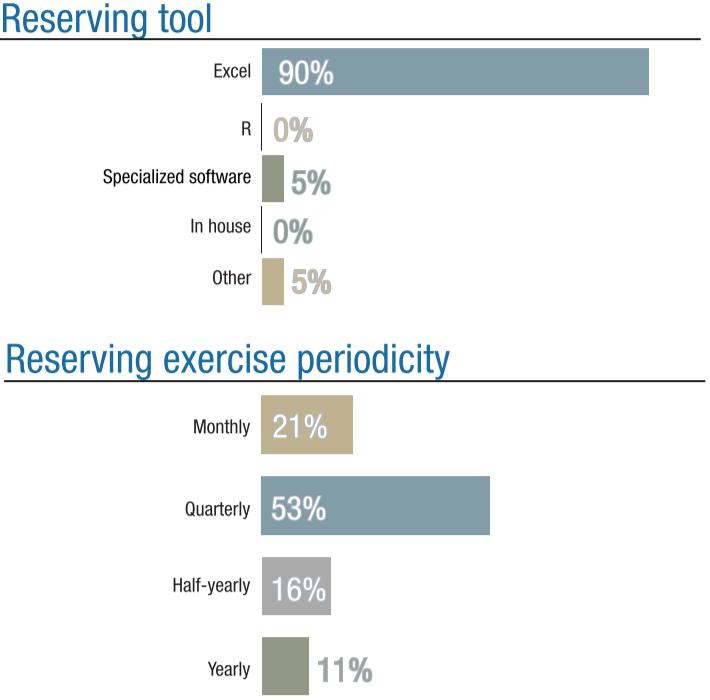 Reserving tool
Excel 90%
R 0%
Specialized software 5%
In house 0%
Other 5%
Reserving exercise periodicity
Monthly 21%
Quarterly 53%
Half-yearly 16%
Yearly 11%